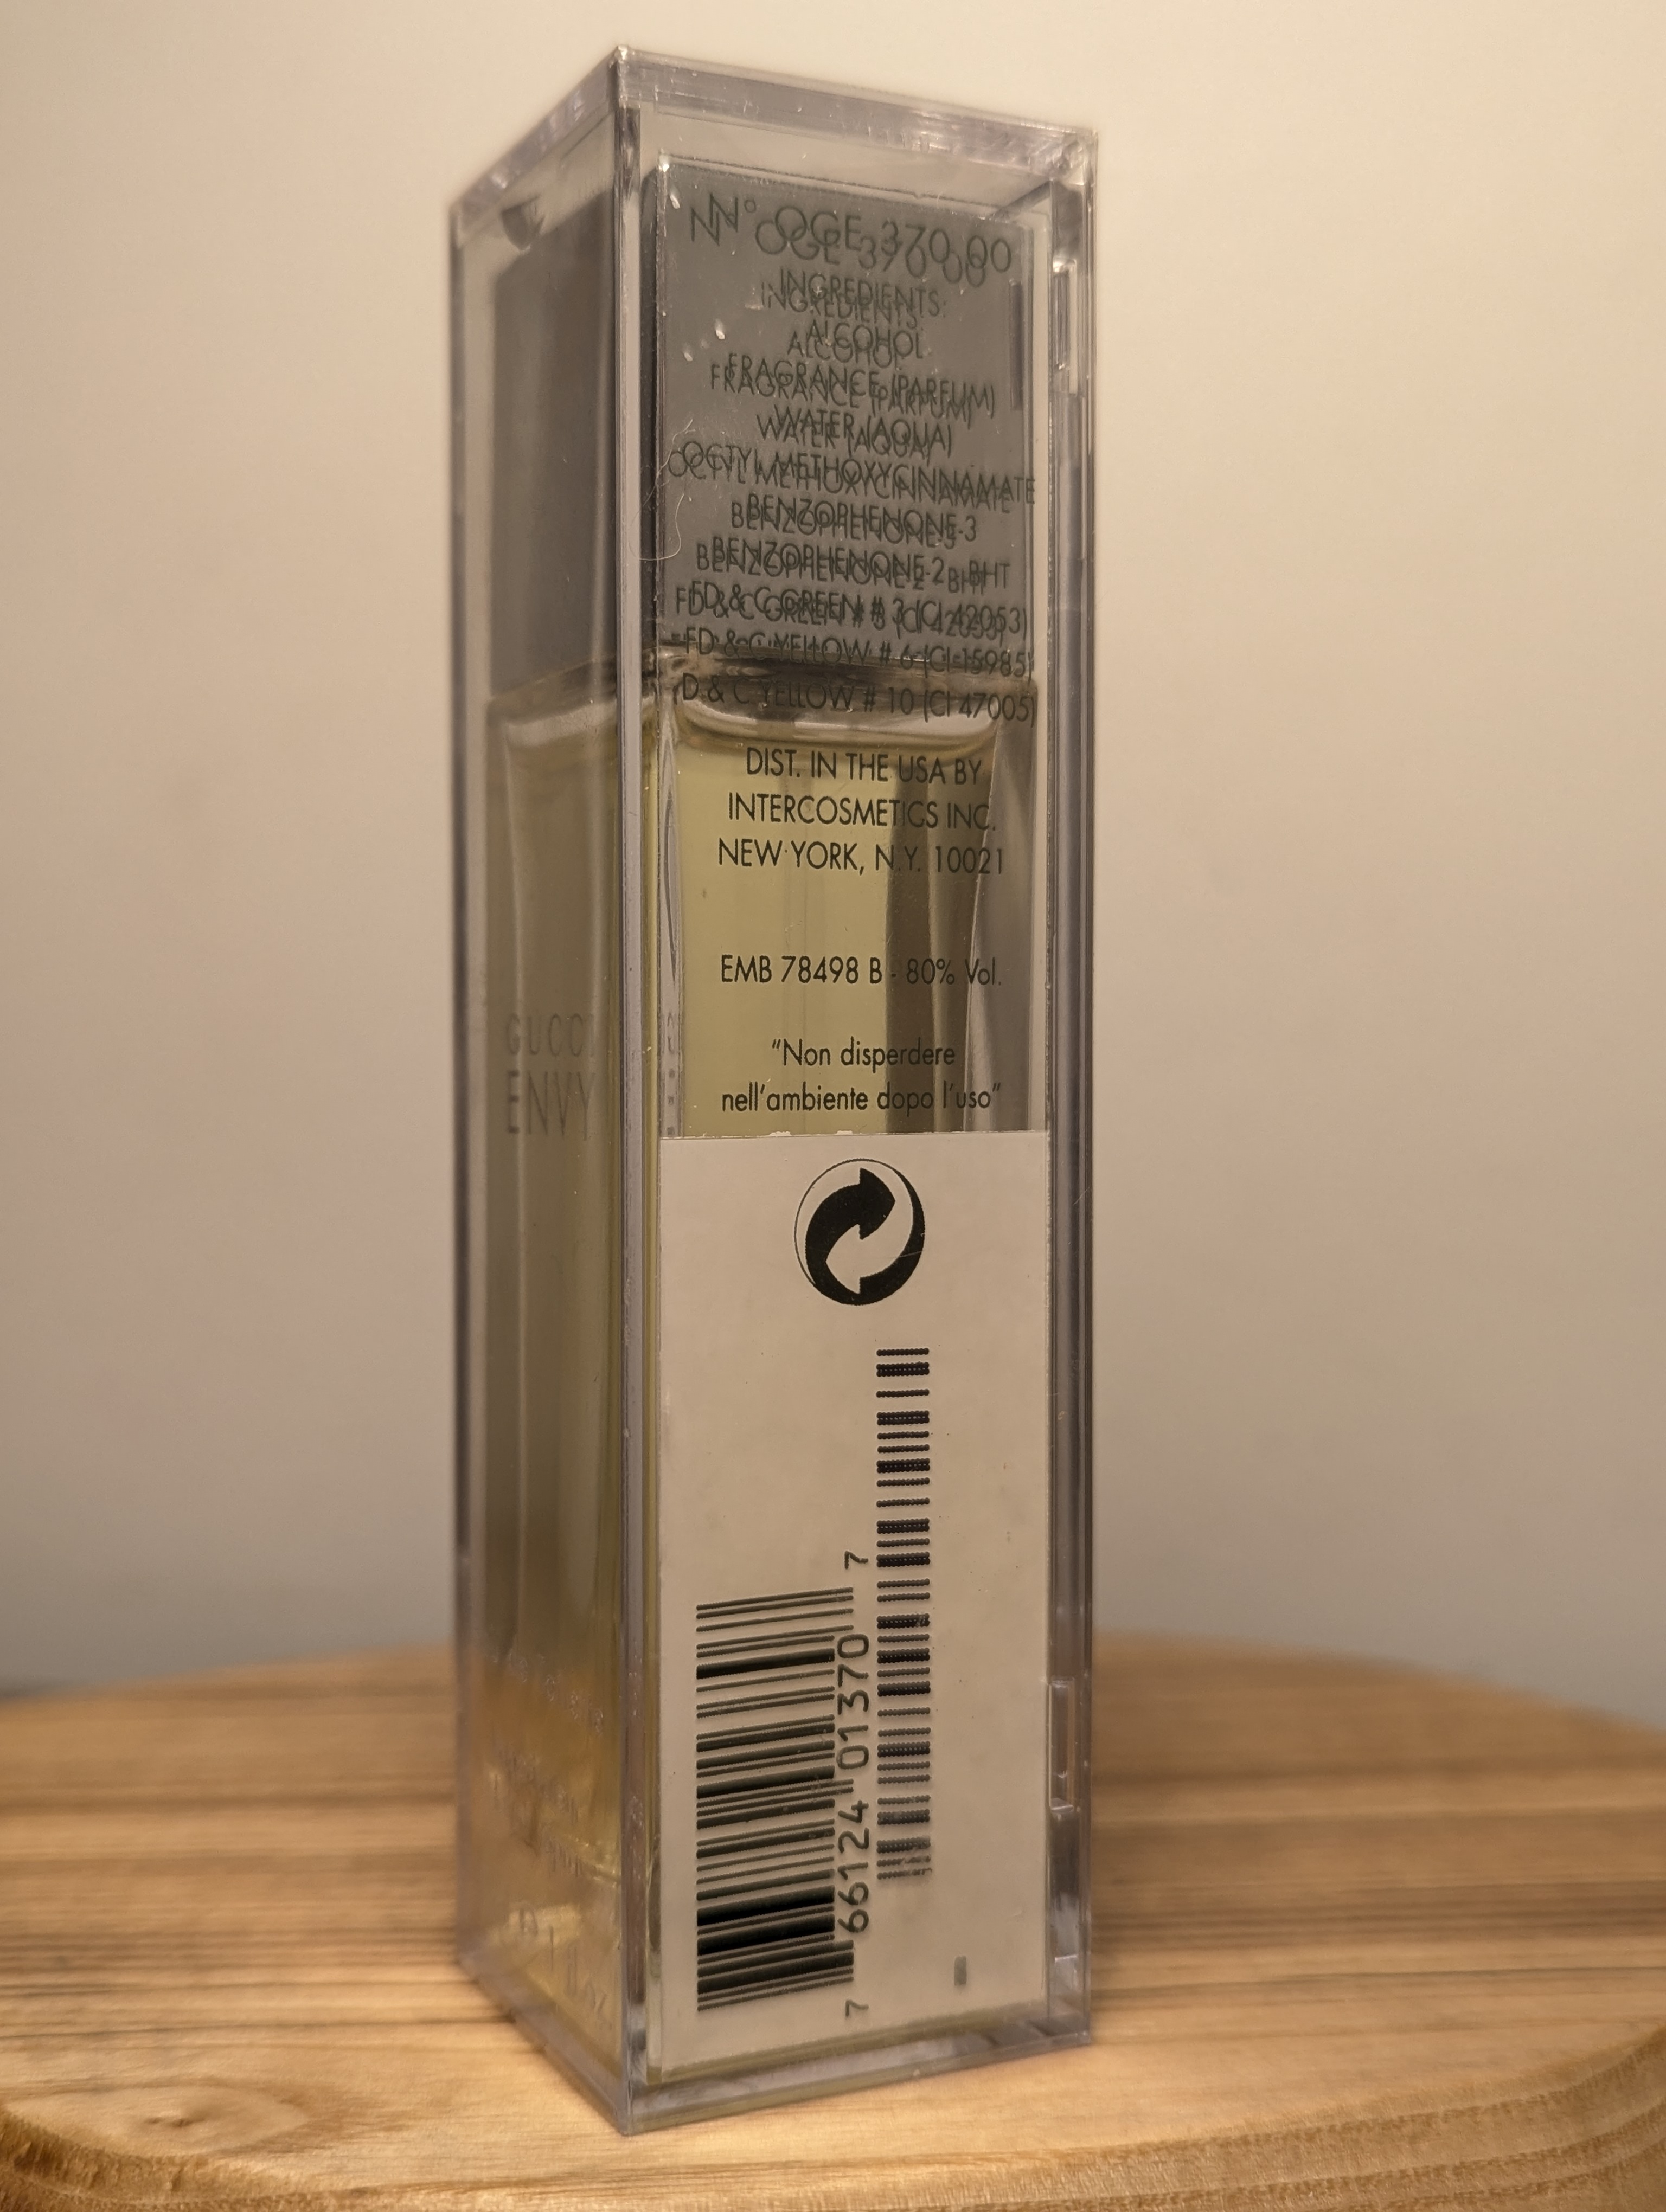 N° OGE 370.00
INGREDIENTS:
ALCOHOL
FRAGRANCE (PARFUM)
WATER (AQUA)
OCTYL METHOXYCINNAMATE
BENZOPHENONE-3
BENZOPHENONE-2 - BHT
FD & C GREEN # 3 (CI 42053)
FD & C YELLOW # 6 (CI 15985)
D & C YELLOW # 10 (CI 47005)
DIST. IN THE USA BY
INTERCOSMETICS INC.
NEW YORK, N.Y. 10021
EMB 78498 B - 80% Vol.
"Non disperdere
nell'ambiente dopo l'uso"
GUCCI
ENVY
7 66124 01370 7